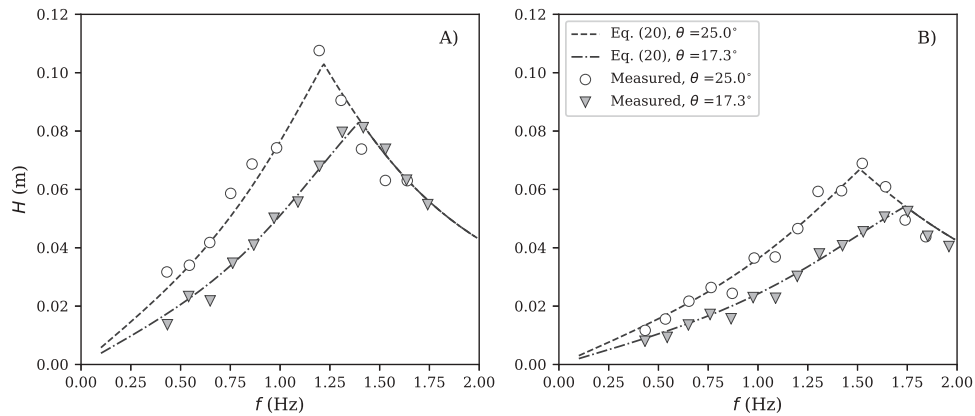 0.12
0.10
0.08
0.06
0.04
0.02
0.00
H (m)
A)
0.00 0.25 0.50 0.75 1.00 1.25 1.50 1.75 2.00
f (Hz)
0.12
0.10
0.08
0.06
0.04
0.02
0.00
Eq. (20), θ =25.0°
Eq. (20), θ =17.3°
Measured, θ =25.0°
Measured, θ =17.3°
B)
0.00 0.25 0.50 0.75 1.00 1.25 1.50 1.75 2.00
f (Hz)